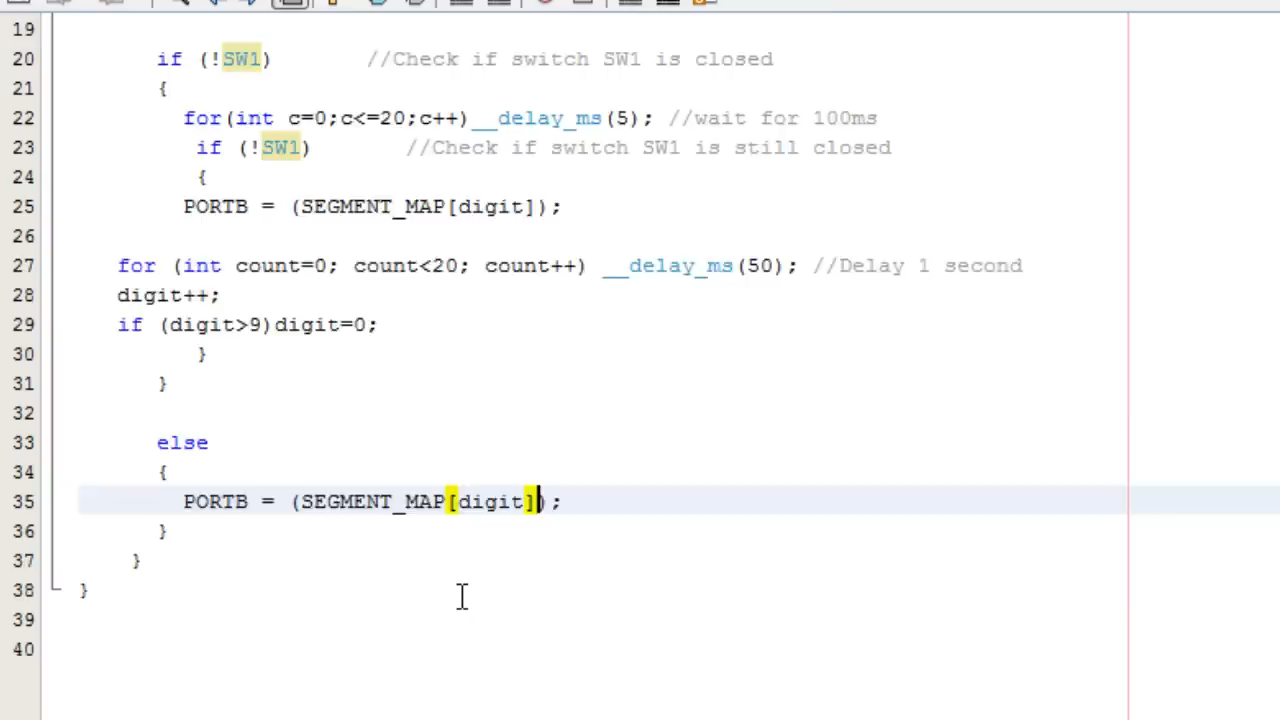 19
20 if (!SW1) //Check if switch SW1 is closed
21 {
22 for(int c=0;c<=20;c++)__delay_ms(5); //wait for 100ms
23 if (!SW1) //Check if switch SW1 is still closed
24 {
25 PORTB = (SEGMENT_MAP[digit]);
26
27 for (int count=0; count<20; count++) __delay_ms(50); //Delay 1 second
28 digit++;
29 if (digit>9)digit=0;
30 }
31 }
32
33 else
34 {
35 PORTB = (SEGMENT_MAP[digit]);
36 }
37 }
38 }
39
40